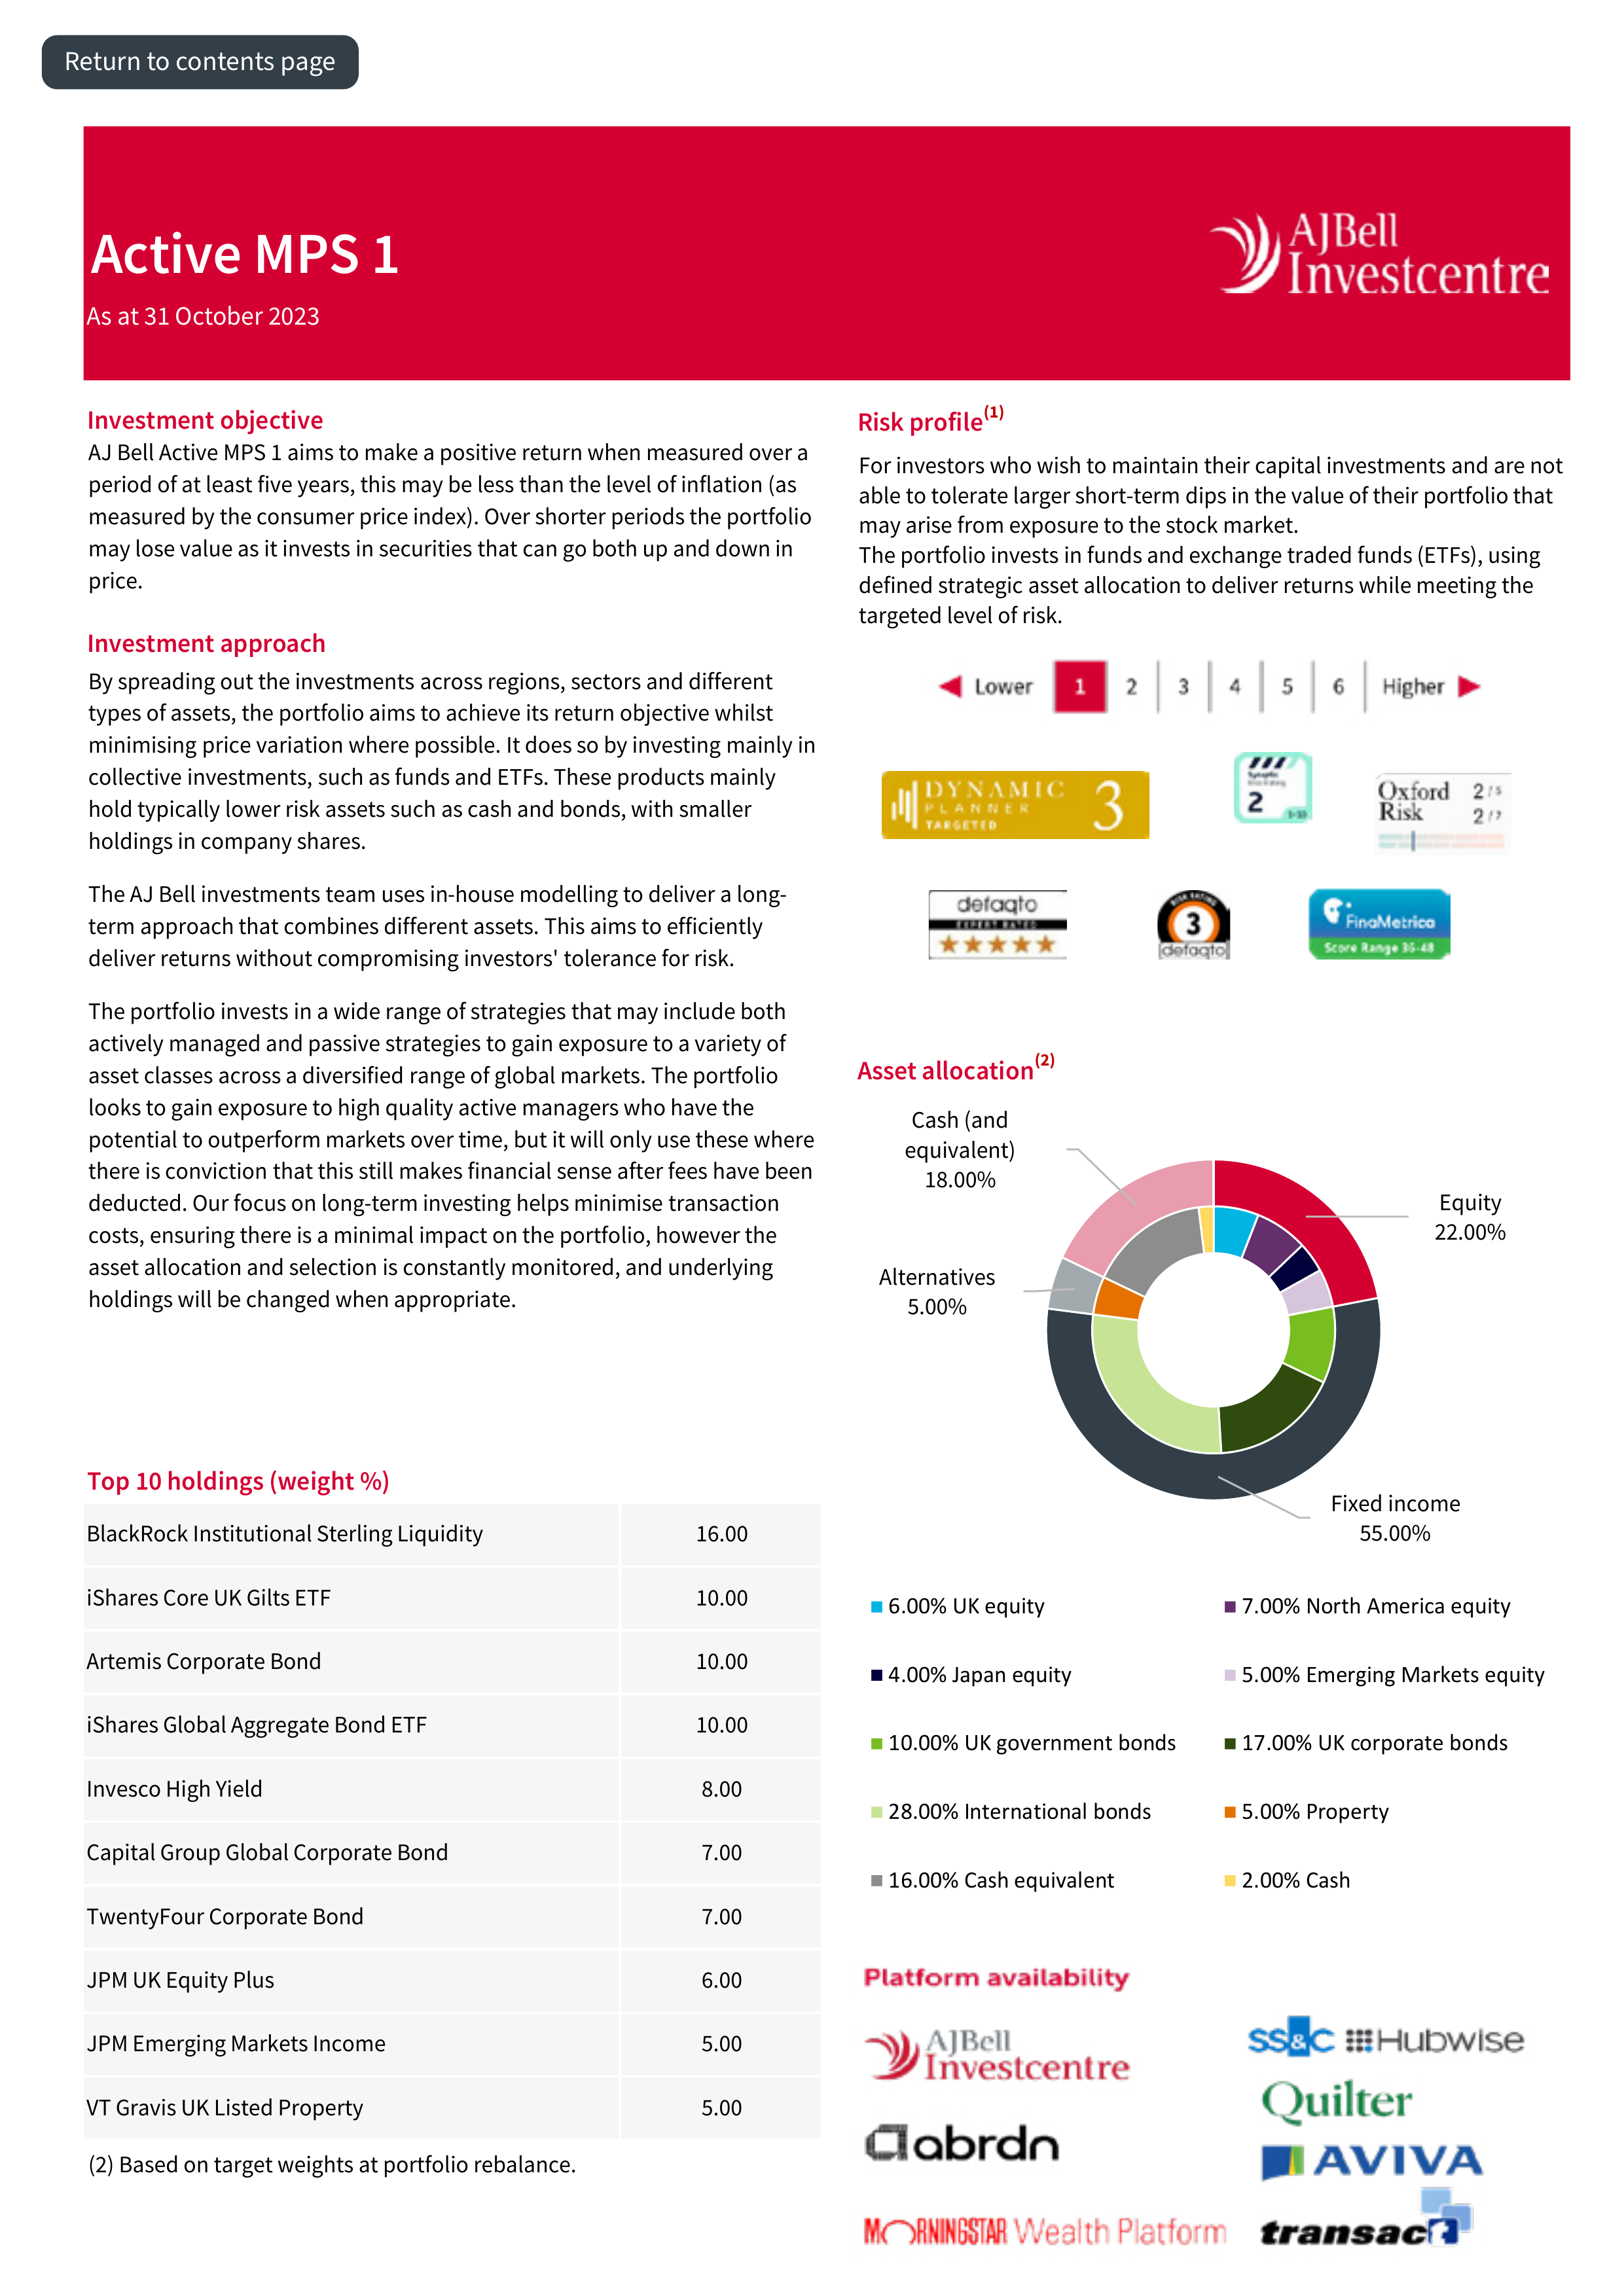 Return to contents page
Active MPS 1
As at 31 October 2023
AJBell
Investcentre
Investment objective
AJ Bell Active MPS 1 aims to make a positive return when measured over a
period of at least five years, this may be less than the level of inflation (as
measured by the consumer price index). Over shorter periods the portfolio
may lose value as it invests in securities that can go both up and down in
price.
Investment approach
By spreading out the investments across regions, sectors and different
types of assets, the portfolio aims to achieve its return objective whilst
minimising price variation where possible. It does so by investing mainly in
collective investments, such as funds and ETFs. These products mainly
hold typically lower risk assets such as cash and bonds, with smaller
holdings in company shares.
The AJ Bell investments team uses in-house modelling to deliver a long-
term approach that combines different assets. This aims to efficiently
deliver returns without compromising investors' tolerance for risk.
The portfolio invests in a wide range of strategies that may include both
actively managed and passive strategies to gain exposure to a variety of
asset classes across a diversified range of global markets. The portfolio
looks to gain exposure to high quality active managers who have the
potential to outperform markets over time, but it will only use these where
there is conviction that this still makes financial sense after fees have been
deducted. Our focus on long-term investing helps minimise transaction
costs, ensuring there is a minimal impact on the portfolio, however the
asset allocation and selection is constantly monitored, and underlying
holdings will be changed when appropriate.
Top 10 holdings (weight %)
BlackRock Institutional Sterling Liquidity 16.00
iShares Core UK Gilts ETF 10.00
Artemis Corporate Bond 10.00
iShares Global Aggregate Bond ETF 10.00
Invesco High Yield 8.00
Capital Group Global Corporate Bond 7.00
TwentyFour Corporate Bond 7.00
JPM UK Equity Plus 6.00
JPM Emerging Markets Income 5.00
VT Gravis UK Listed Property 5.00
(2) Based on target weights at portfolio rebalance.
Risk profile(1)
For investors who wish to maintain their capital investments and are not
able to tolerate larger short-term dips in the value of their portfolio that
may arise from exposure to the stock market.
The portfolio invests in funds and exchange traded funds (ETFs), using
defined strategic asset allocation to deliver returns while meeting the
targeted level of risk.
Lower 1 2 3 4 5 6 Higher
DYNAMIC
PLANNER
TARGETED
3
Synaptic
2
1-10
Oxford 2/5
Risk 2/7
defaqto
EXPERT RATED
RISK RATING
3
defaqto
FinaMetrica
Score Range 36-48
Asset allocation(2)
Cash (and
equivalent)
18.00%
Equity
22.00%
Alternatives
5.00%
Fixed income
55.00%
6.00% UK equity
7.00% North America equity
4.00% Japan equity
5.00% Emerging Markets equity
10.00% UK government bonds
17.00% UK corporate bonds
28.00% International bonds
5.00% Property
16.00% Cash equivalent
2.00% Cash
Platform availability
AJBell
Investcentre
SS&C Hubwise
Quilter
abrdn
AVIVA
MORNINGSTAR Wealth Platform
transact